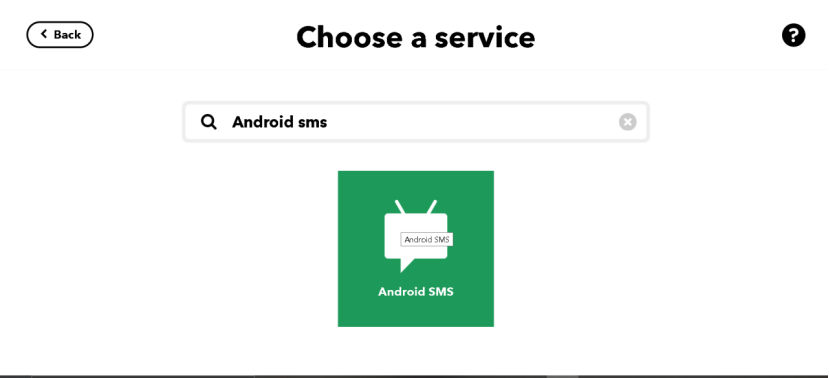 Back
Choose a service
?
Android sms
Android SMS
Android SMS